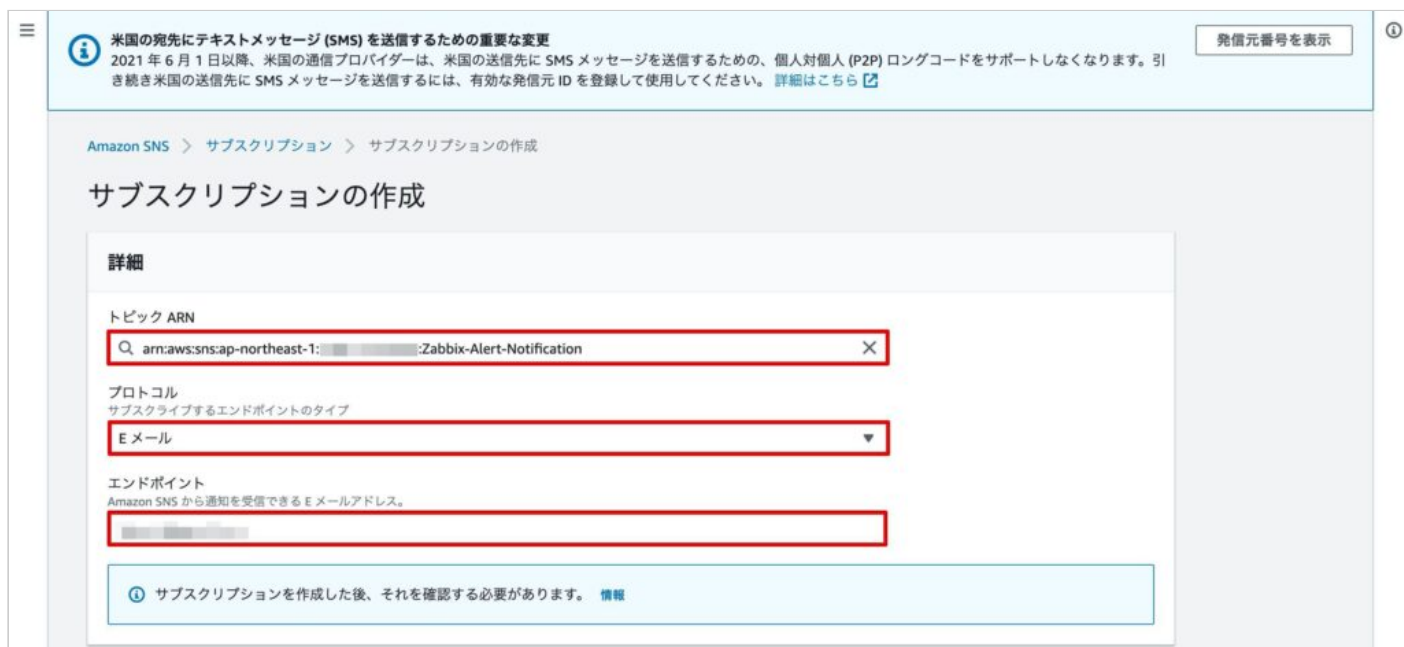 米国の宛先にテキストメッセージ (SMS) を送信するための重要な変更
発信元番号を表示
2021 年 6 月 1 日以降、米国の通信プロバイダーは、米国の送信先に SMS メッセージを送信するための、個人対個人 (P2P) ロングコードをサポートしなくなります。引
き続き米国の送信先に SMS メッセージを送信するには、有効な発信元 ID を登録して使用してください。 詳細はこちら
Amazon SNS > サブスクリプション > サブスクリプションの作成
サブスクリプションの作成
詳細
トピック ARN
arn:aws:sns:ap-northeast-1: :Zabbix-Alert-Notification
プロトコル
サブスクライブするエンドポイントのタイプ
E メール
エンドポイント
Amazon SNS から通知を受信できる E メールアドレス。
サブスクリプションを作成した後、それを確認する必要があります。 情報